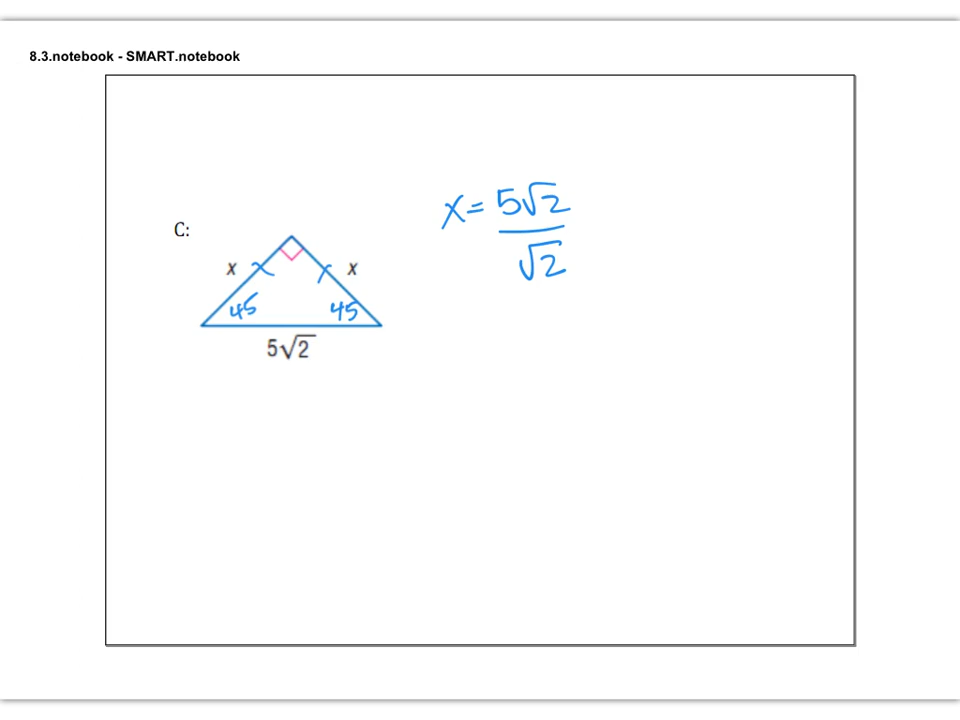 8.3.notebook - SMART.notebook
x = 5√2
√2
C:
x x
45 45
5√2